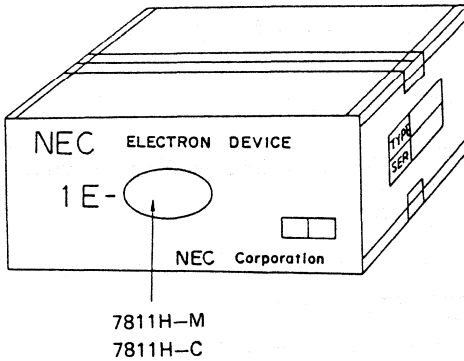 NEC ELECTRON DEVICE
1E-
NEC Corporation
TYPE
SER
7811H-M
7811H-C